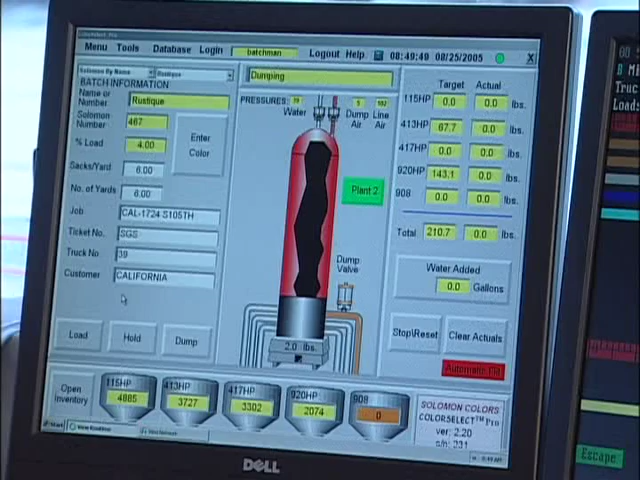 Menu Tools Database Login batchman Logout Help 08:49:49 08/25/2005 X
Solomon By Name Rustique
BATCH INFORMATION
Name or Number Rustique
Solomon Number 467
% Load 4.00
Enter Color
Sacks/Yard 6.00
No. of Yards 6.00
Job CAL-1724 S105TH
Ticket No. SGS
Truck No 39
Customer CALIFORNIA
Load Hold Dump
Dumping
PRESSURES:
Water Dump Air Line Air
Plant 2
Dump Valve
2.0 lbs.
Target Actual
115HP 0.0 0.0 lbs.
413HP 67.7 0.0 lbs.
417HP 0.0 0.0 lbs.
920HP 143.1 0.0 lbs.
908 0.0 0.0 lbs.
Total 210.7 0.0 lbs.
Water Added
0.0 Gallons
Stop\Reset Clear Actuals
Automatic Fill
Open Inventory
115HP 413HP 417HP 920HP 908
4885 3727 3302 2074 0
SOLOMON COLORS
COLORSELECT™ Pro
ver: 2.20
s/n: 231
DELL
Escape